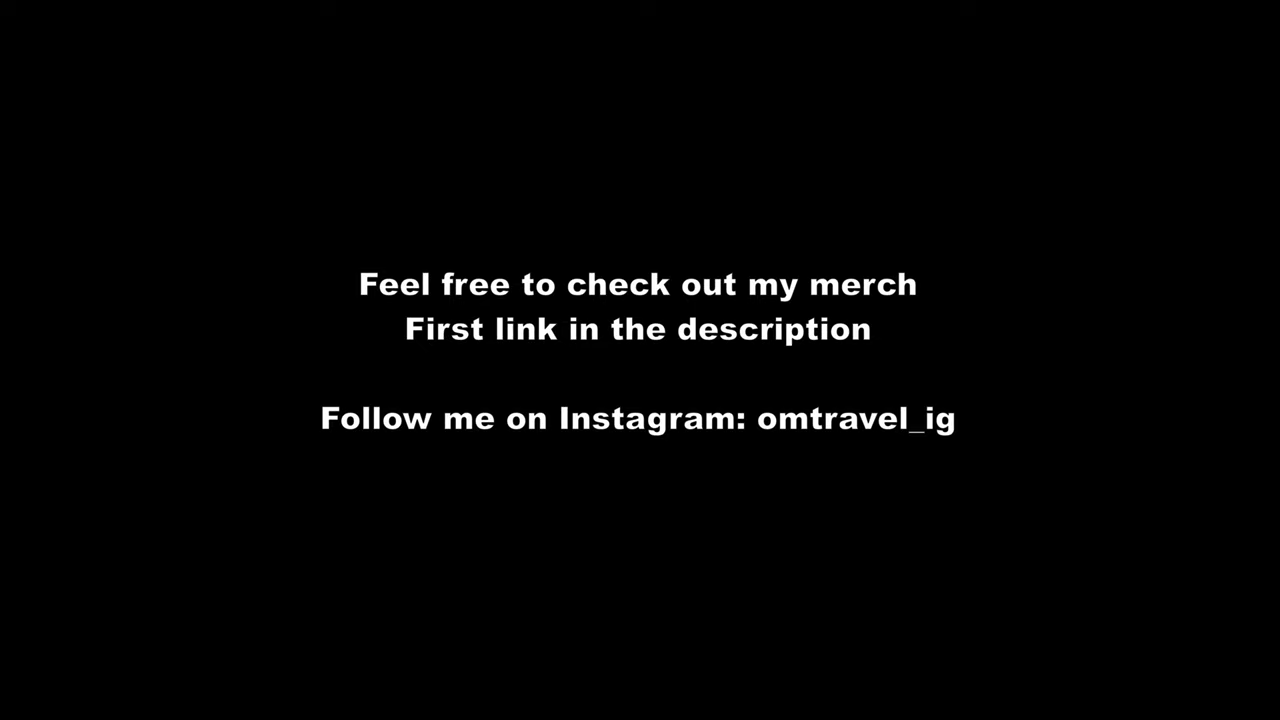 Feel free to check out my merch
First link in the description
Follow me on Instagram: omtravel_ig